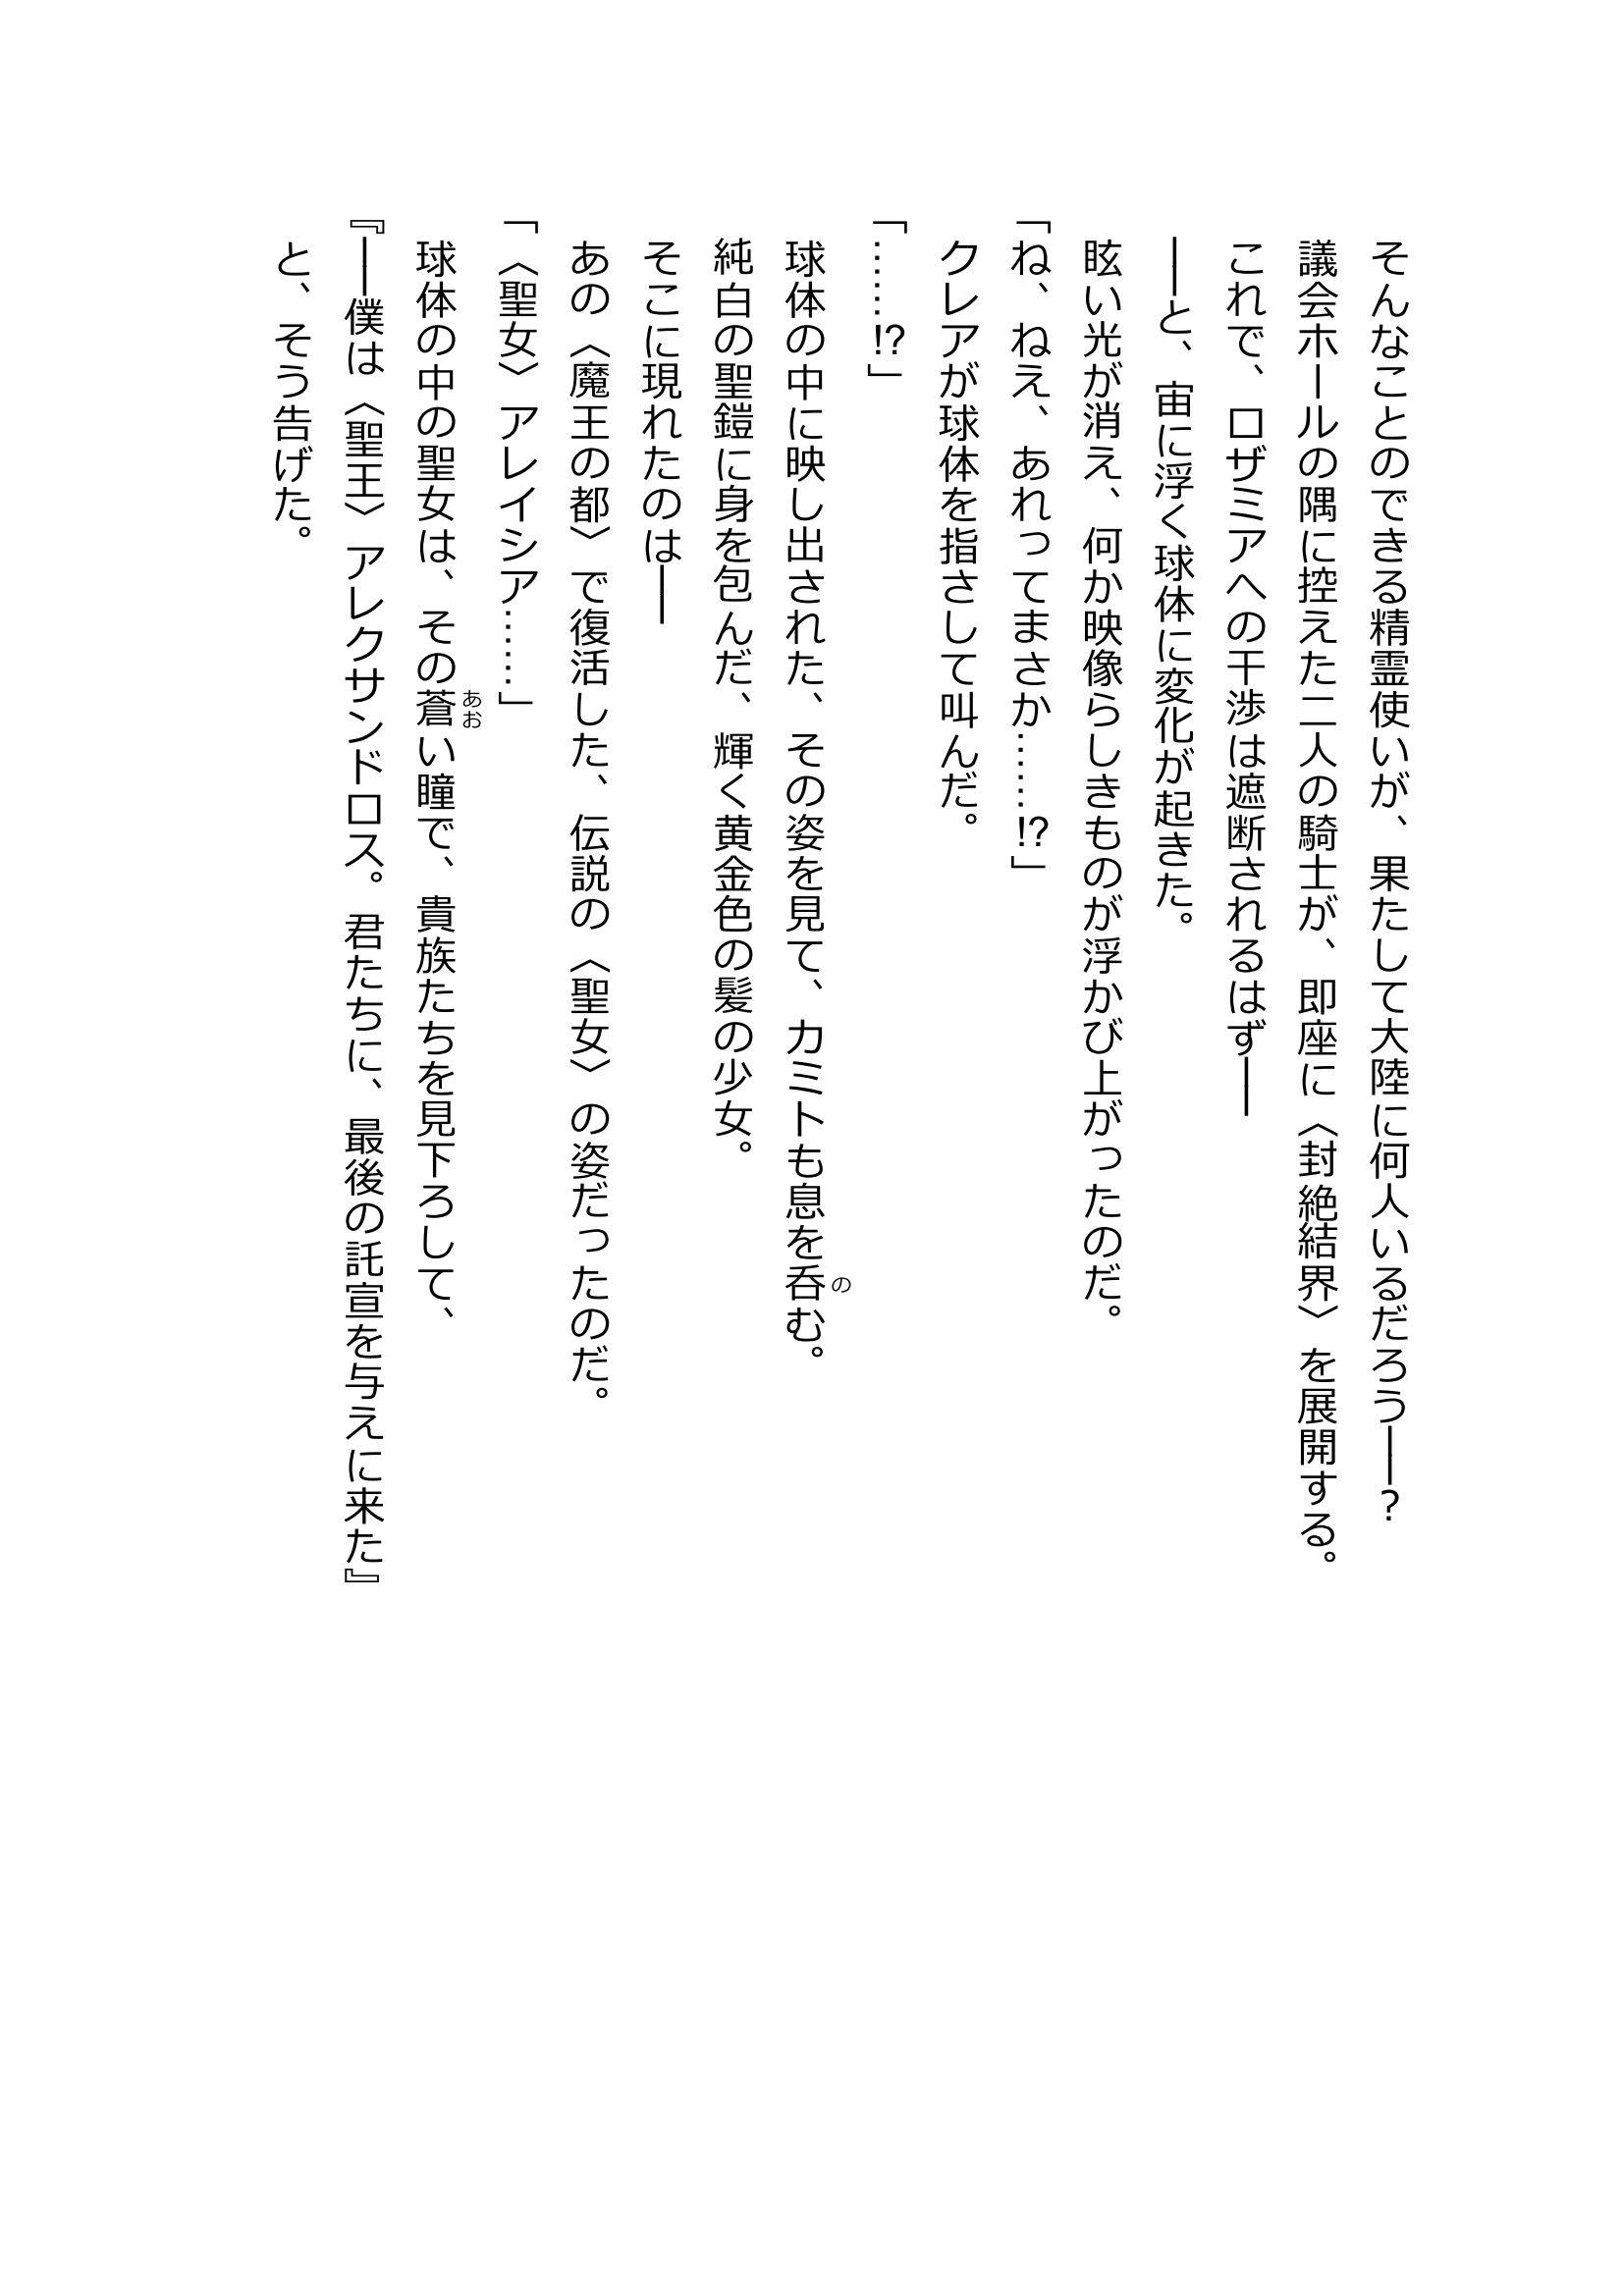 そんなことのできる精霊使いが、果たして大陸に何人いるだろう――?
議会ホールの隅に控えた二人の騎士が、即座に〈封絶結界〉を展開する。
これで、ロザミアへの干渉は遮断されるはず――
――と、宙に浮く球体に変化が起きた。
眩い光が消え、何か映像らしきものが浮かび上がったのだ。
「ね、ねえ、あれってまさか……⁉」
クレアが球体を指さして叫んだ。
「……⁉」
球体の中に映し出された、その姿を見て、カミトも息を呑む。
純白の聖鎧に身を包んだ、輝く黄金色の髪の少女。
そこに現れたのは――
あの〈魔王の都〉で復活した、伝説の〈聖女〉の姿だったのだ。
「〈聖女〉アレイシア……」
球体の中の聖女は、その蒼い瞳で、貴族たちを見下ろして、
『――僕は〈聖王〉アレクサンドロス。君たちに、最後の託宣を与えに来た』
と、そう告げた。